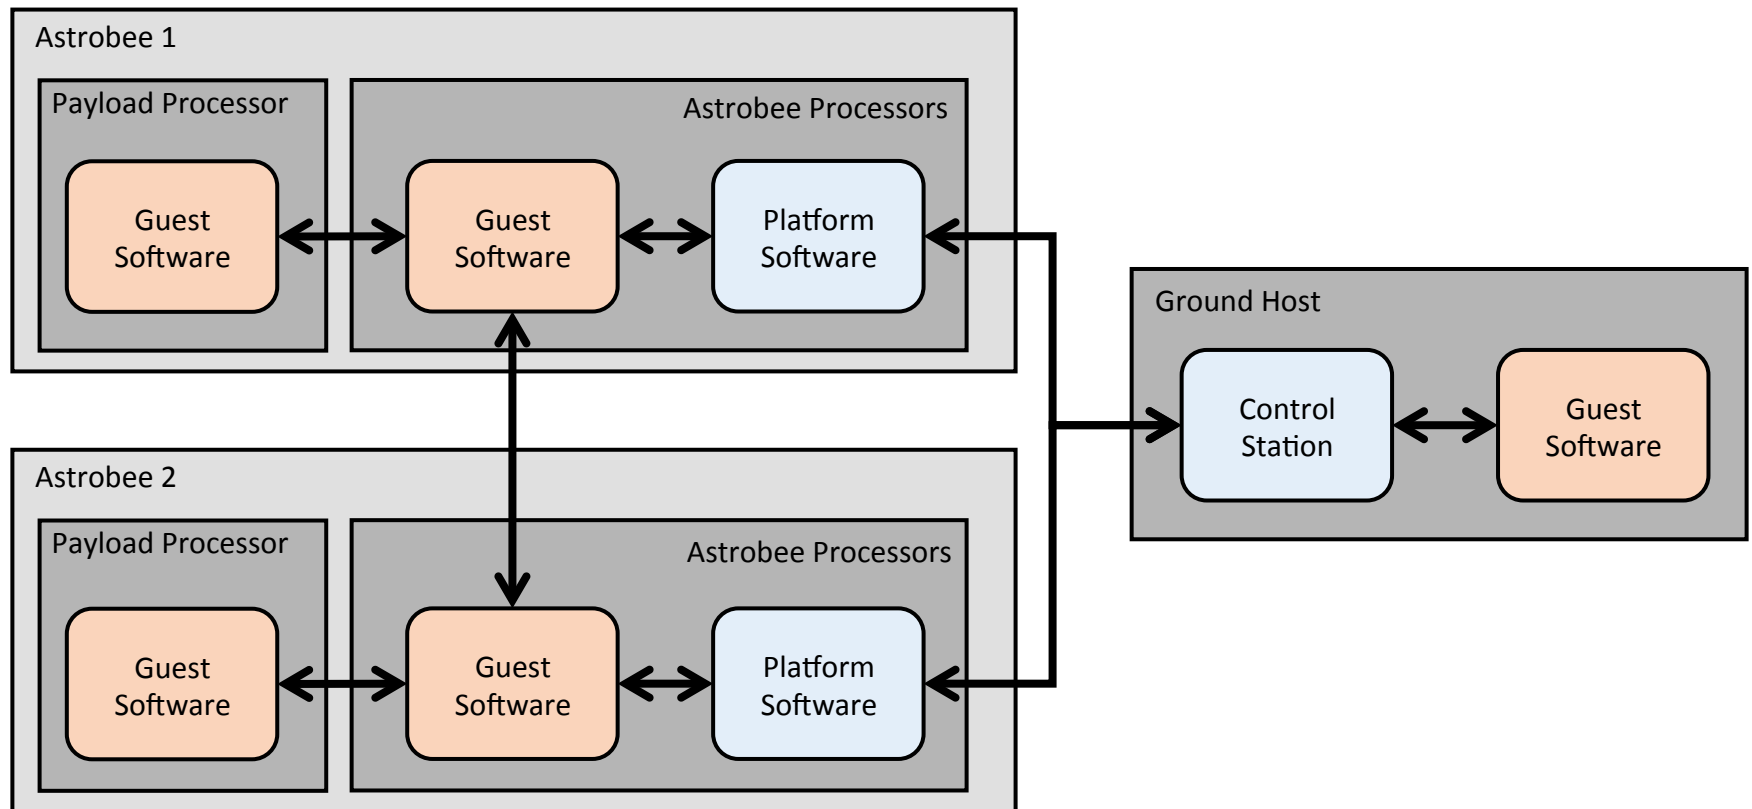 Astrobee 1
Payload Processor
Astrobee Processors
Guest
Software
Guest
Software
Platform
Software
Ground Host
Control
Station
Guest
Software
Astrobee 2
Payload Processor
Astrobee Processors
Guest
Software
Guest
Software
Platform
Software